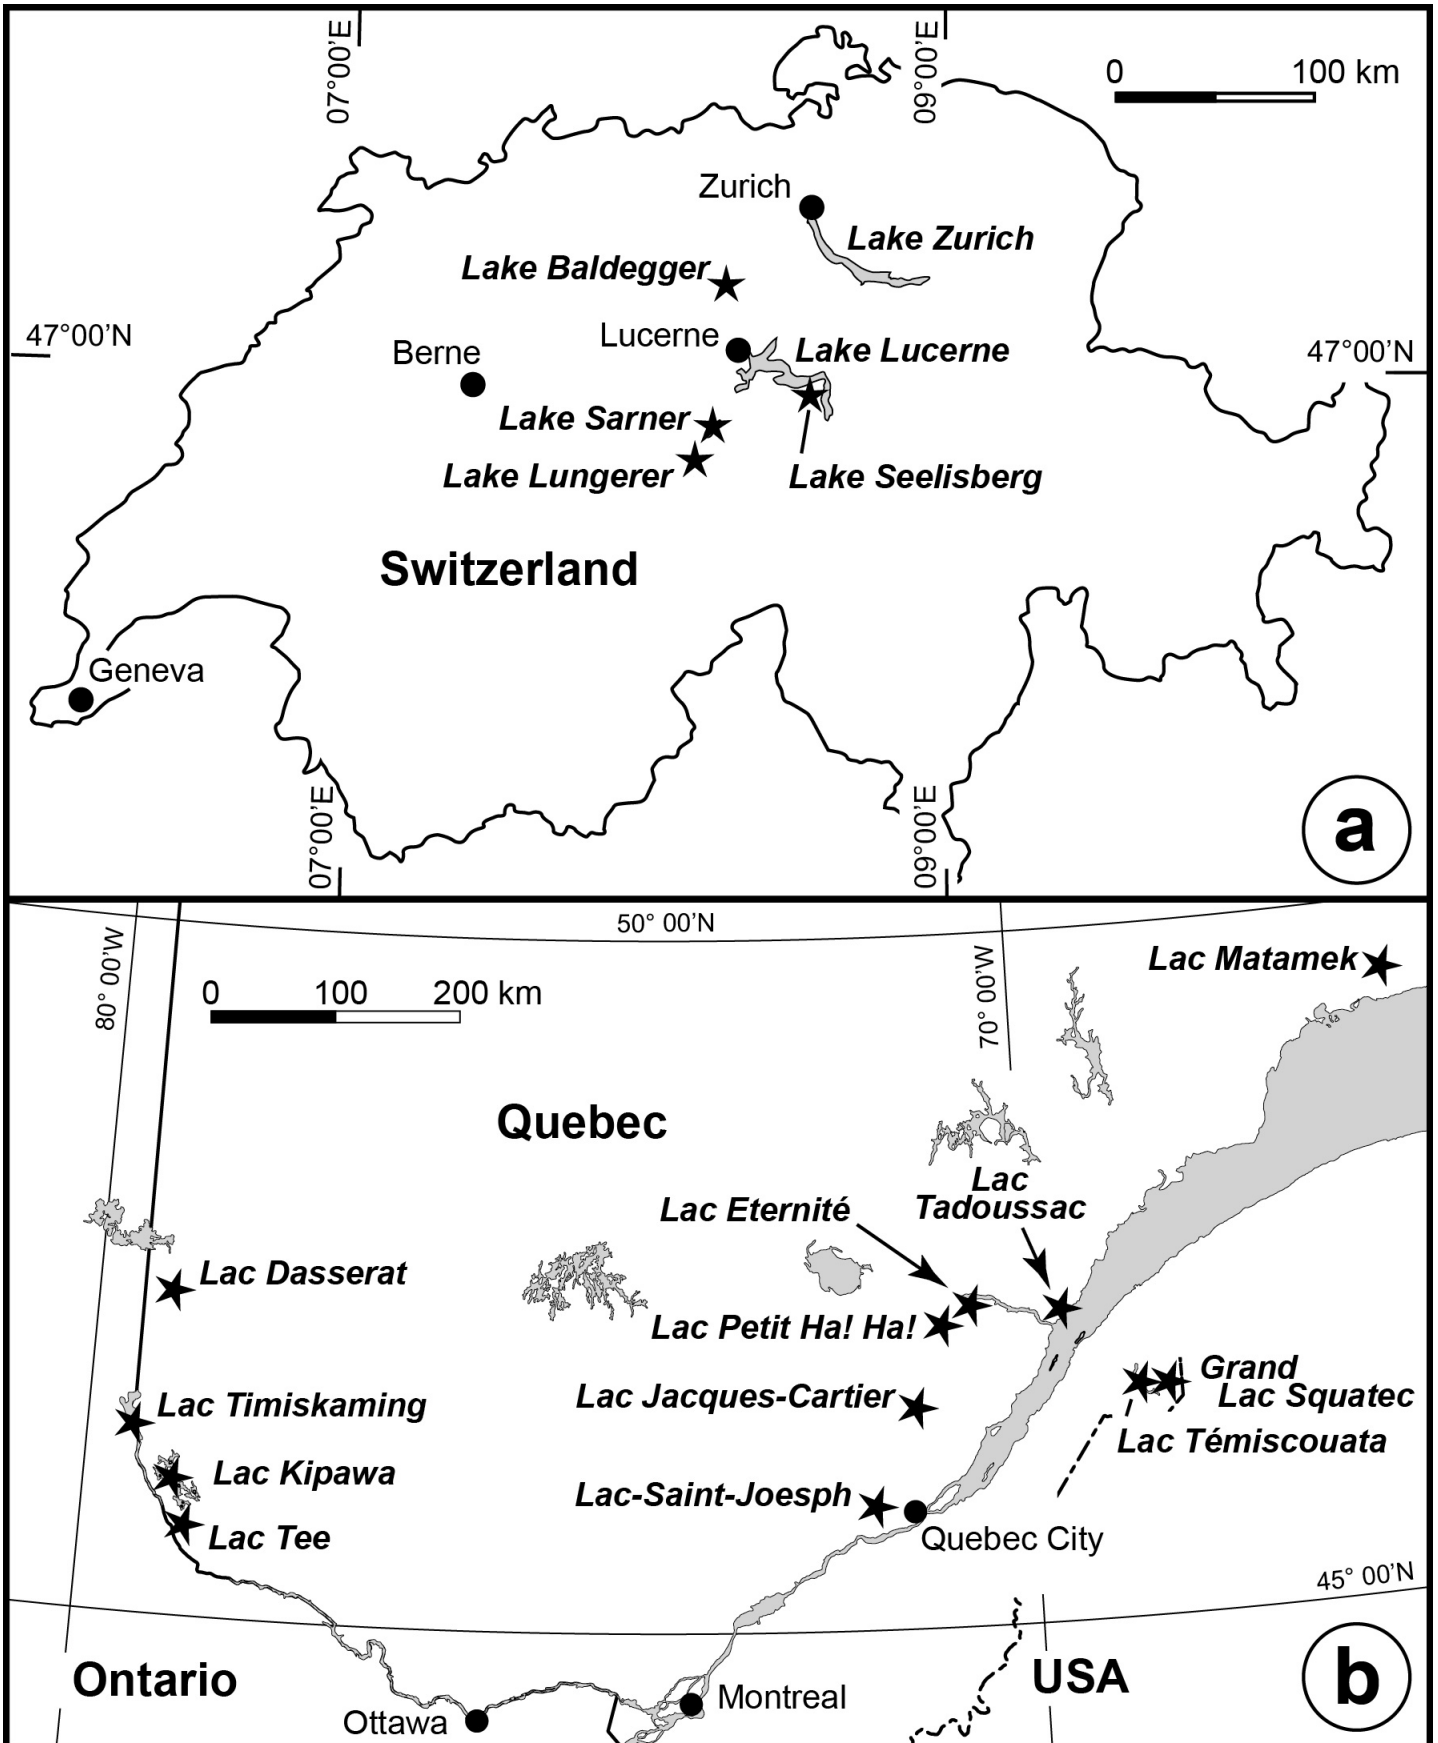 07°00'E
09°00'E
0 100 km
Zurich
Lake Zurich
Lake Baldegger
47°00'N
Lucerne
Berne
Lake Lucerne
47°00'N
Lake Sarner
Lake Lungerer
Lake Seelisberg
Switzerland
Geneva
07°00'E
09°00'E
a
50° 00'N
80° 00'W
70° 00'W
Lac Matamek
0 100 200 km
Quebec
Lac
Tadoussac
Lac Eternité
Lac Dasserat
Lac Petit Ha! Ha!
Grand
Lac Squatec
Lac Jacques-Cartier
Lac Timiskaming
Lac Témiscouata
Lac Kipawa
Lac-Saint-Joesph
Lac Tee
Quebec City
45° 00'N
Ontario
USA
b
Montreal
Ottawa